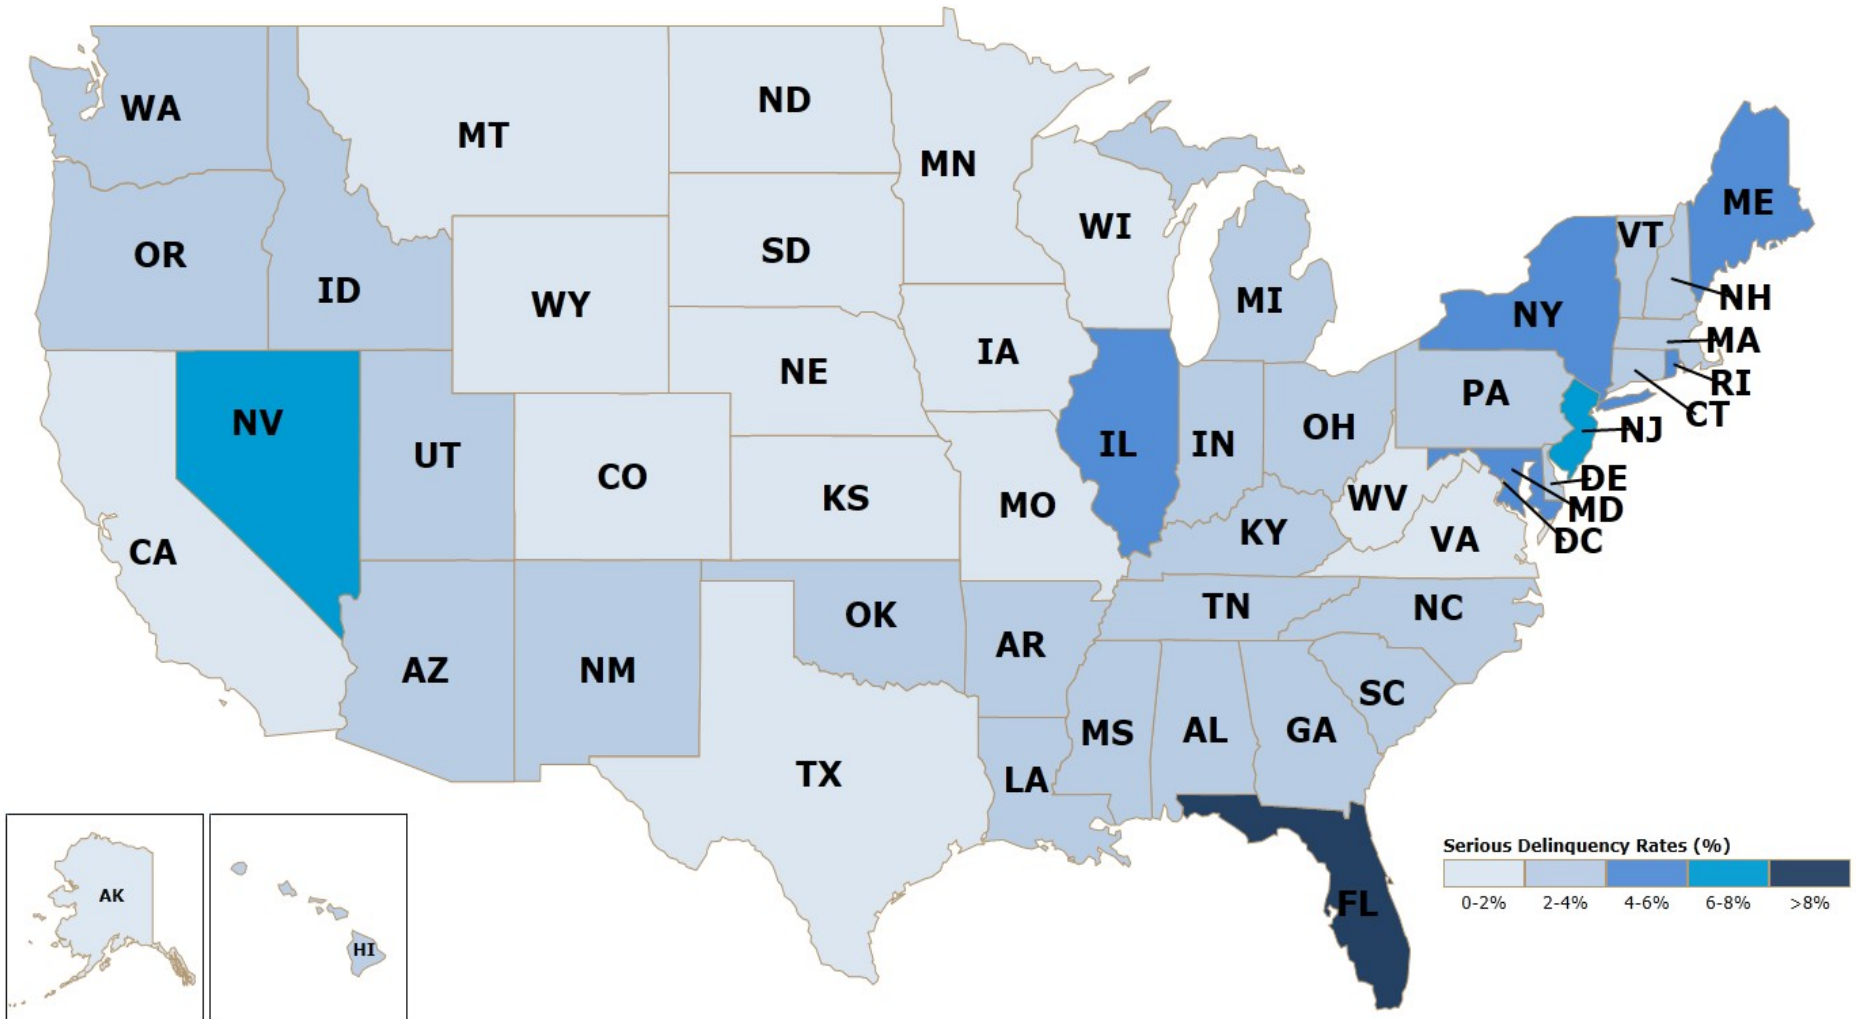 WA
MT
ND
MN
ME
OR
ID
SD
WI
VT
WY
MI
NH
NY
IA
MA
NE
PA
RI
NV
CT
UT
CO
IL
IN
OH
NJ
KS
MO
WV
DE
MD
CA
KY
VA
DC
OK
TN
NC
AZ
NM
AR
SC
MS
AL
GA
TX
LA
AK
HI
FL
Serious Delinquency Rates (%)
0-2% 2-4% 4-6% 6-8% >8%